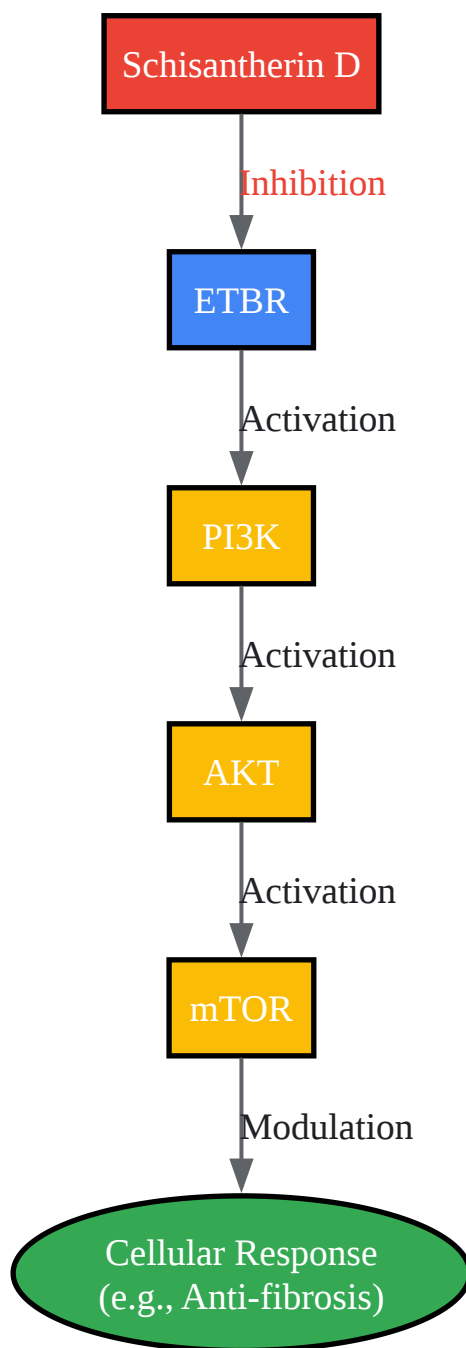 Schisantherin D
Inhibition
ETBR
Activation
PI3K
Activation
AKT
Activation
mTOR
Modulation
Cellular Response
(e.g., Anti-fibrosis)